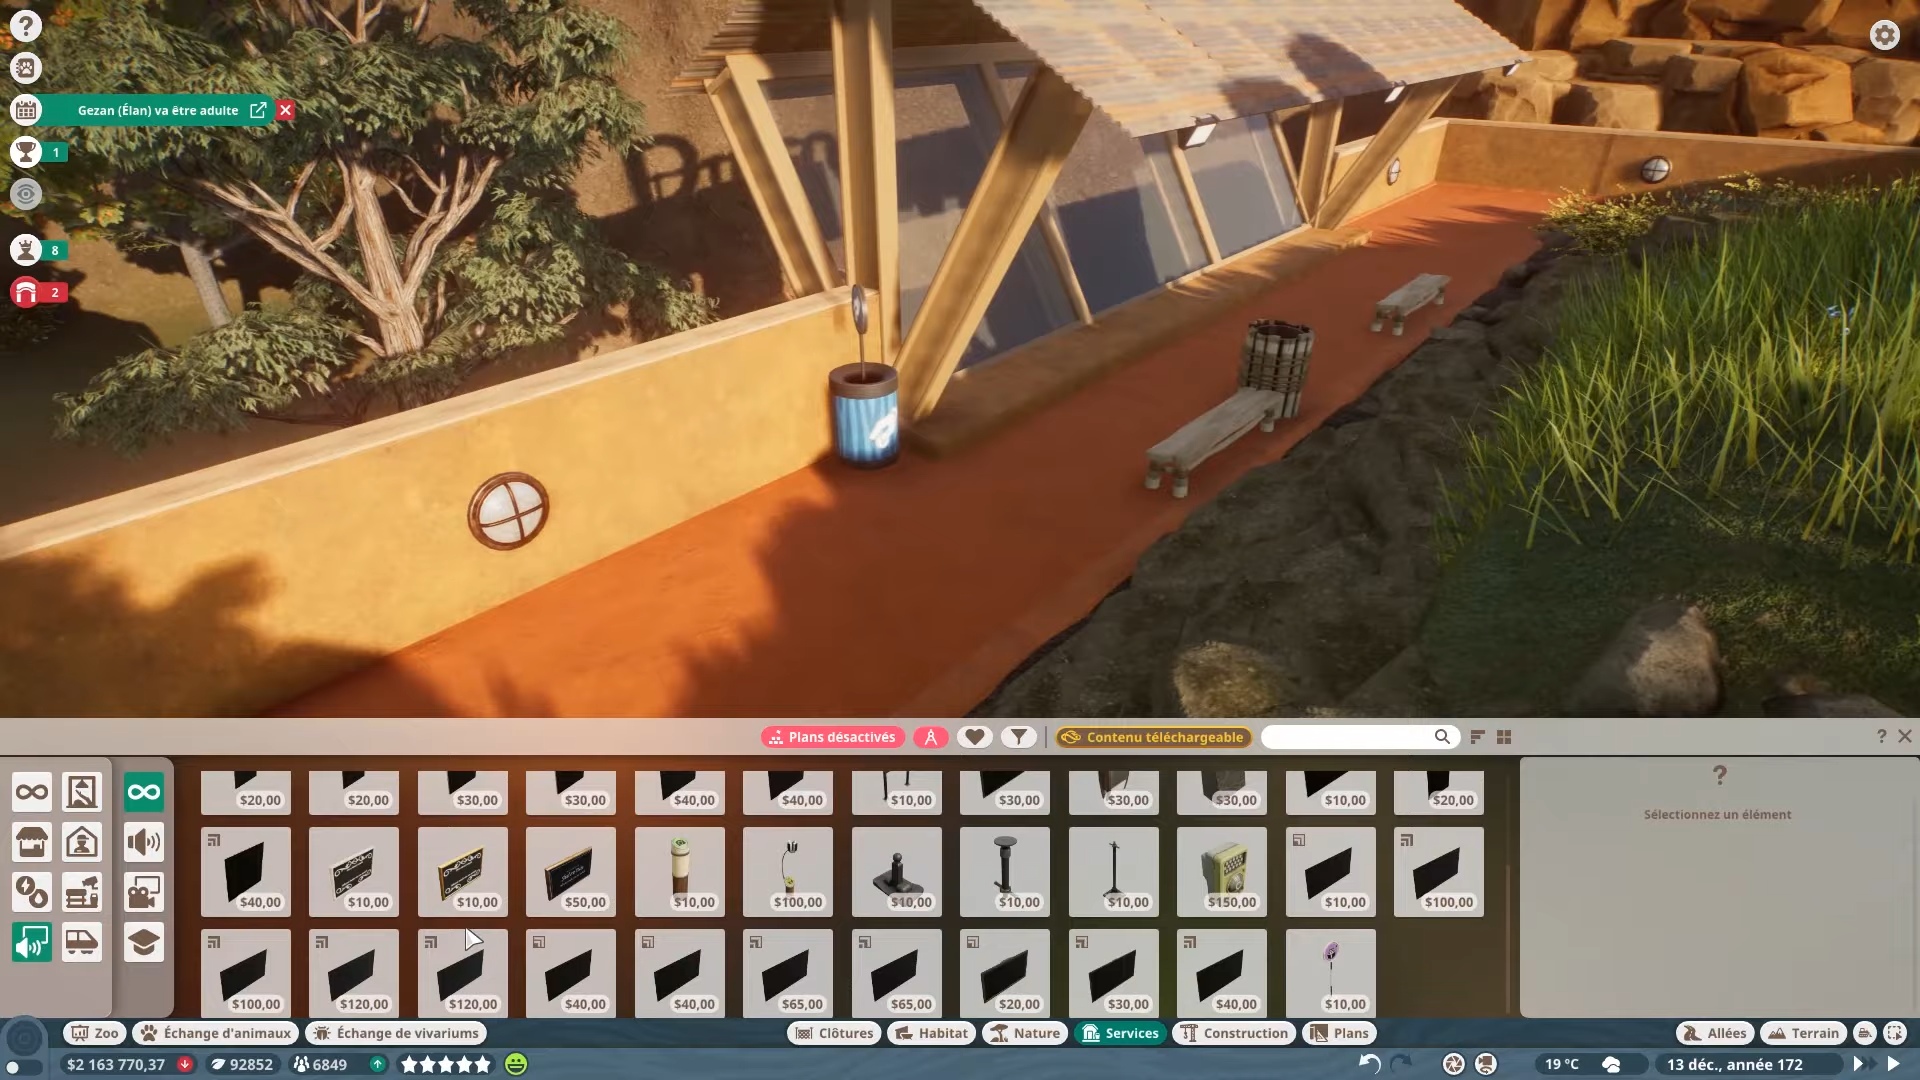 ?
Gezan (Élan) va être adulte
1
8
2
Plans désactivés
Contenu téléchargeable
?
$20,00 $20,00 $30,00 $30,00 $40,00 $40,00 $10,00 $30,00 $30,00 $30,00 $10,00 $20,00
$40,00 $10,00 $10,00 $50,00 $10,00 $100,00 $10,00 $10,00 $10,00 $150,00 $10,00 $100,00
$100,00 $120,00 $120,00 $40,00 $40,00 $65,00 $65,00 $20,00 $30,00 $40,00 $10,00
?
Sélectionnez un élément
Zoo Échange d'animaux Échange de vivariums Clôtures Habitat Nature Services Construction Plans Allées Terrain
$2 163 770,37 92852 6849 19 °C 13 déc., année 172